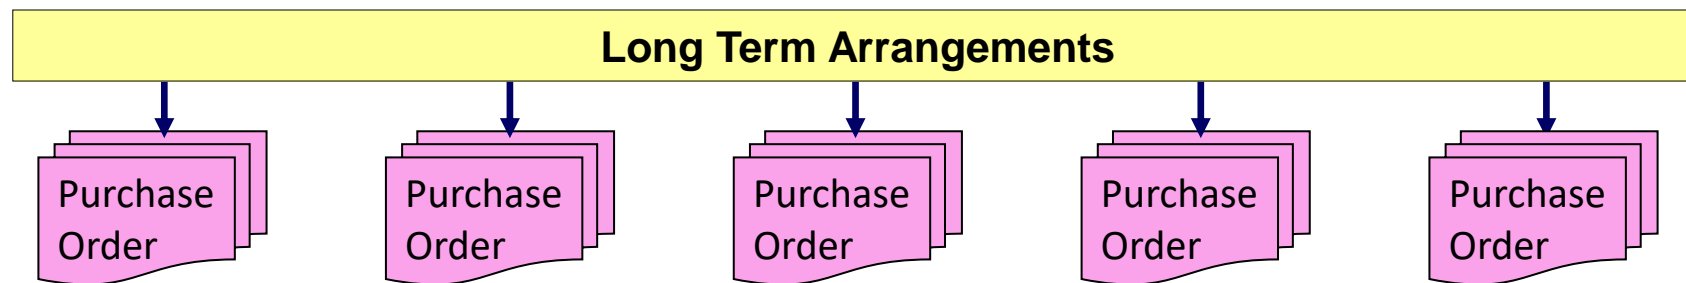 Long Term Arrangements
Purchase
Order
Purchase
Order
Purchase
Order
Purchase
Order
Purchase
Order